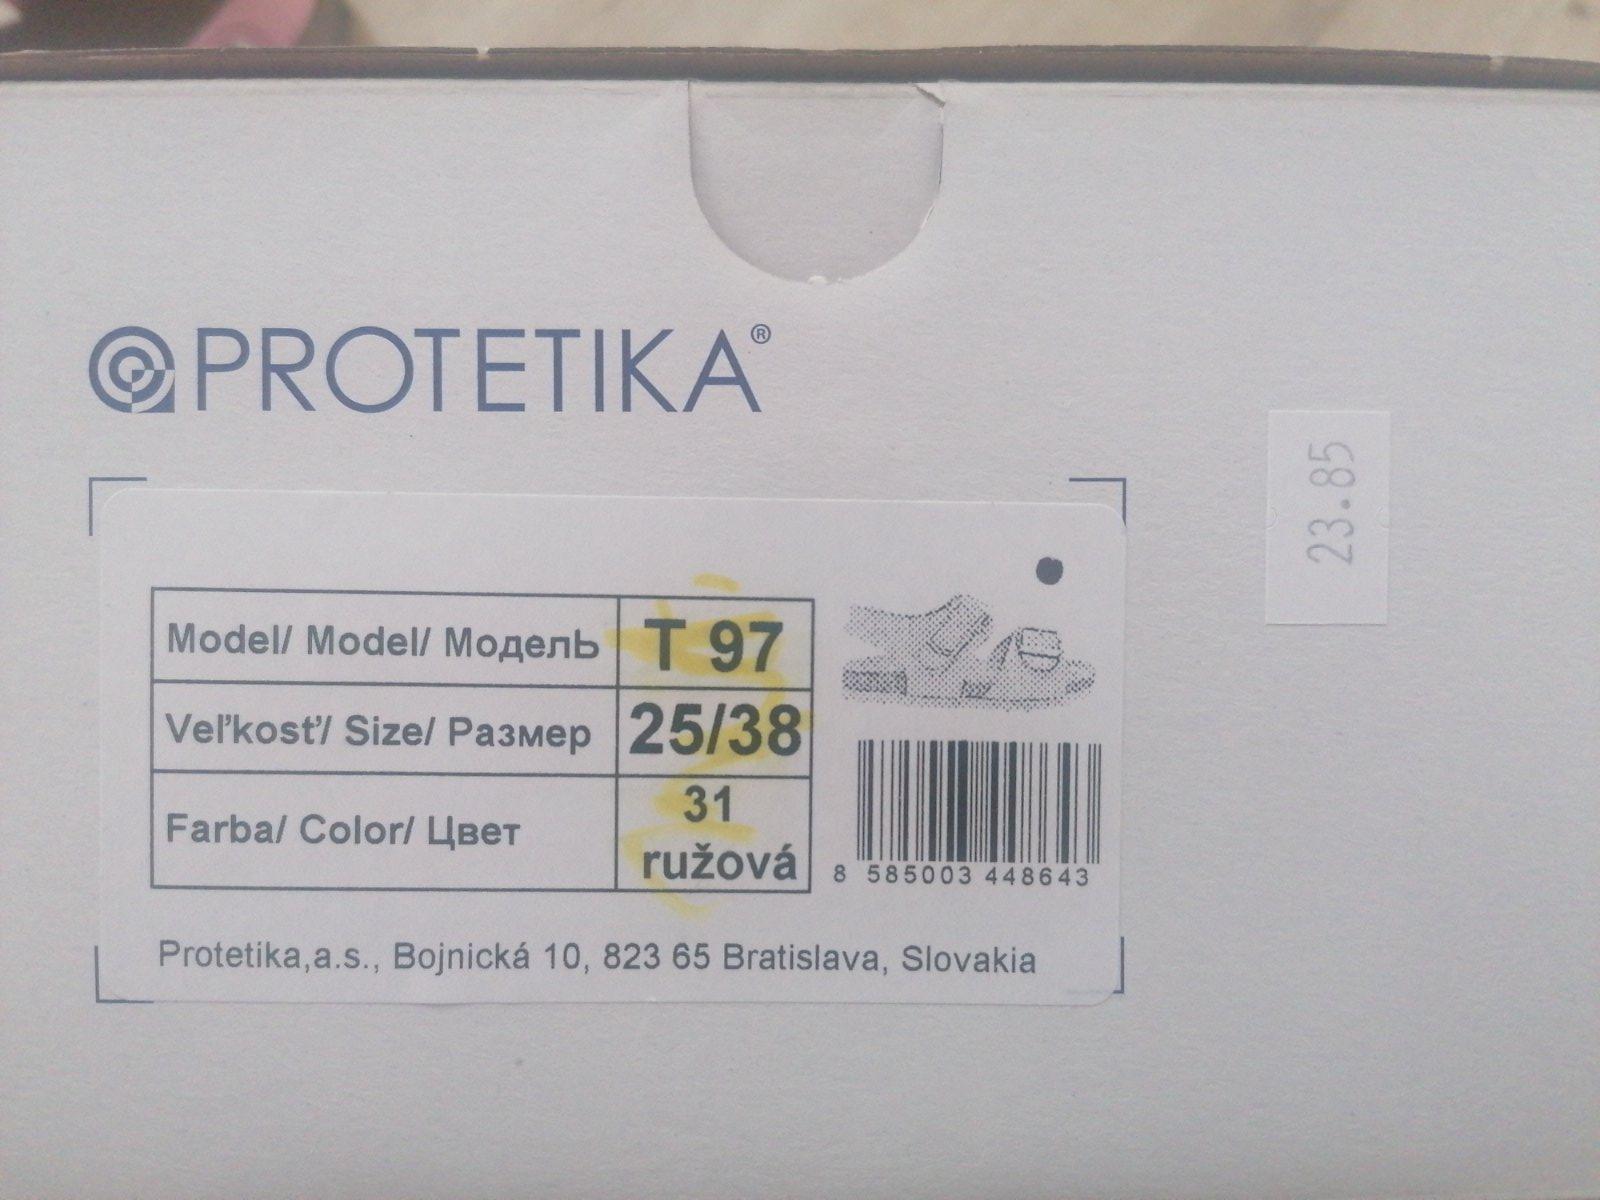 PROTETIKA®
23.85
Model/ Model/ Модель T 97
Veľkosť/ Size/ Размер 25/38
Farba/ Color/ Цвет 31 ružová
8 585003 448643
Protetika,a.s., Bojnická 10, 823 65 Bratislava, Slovakia